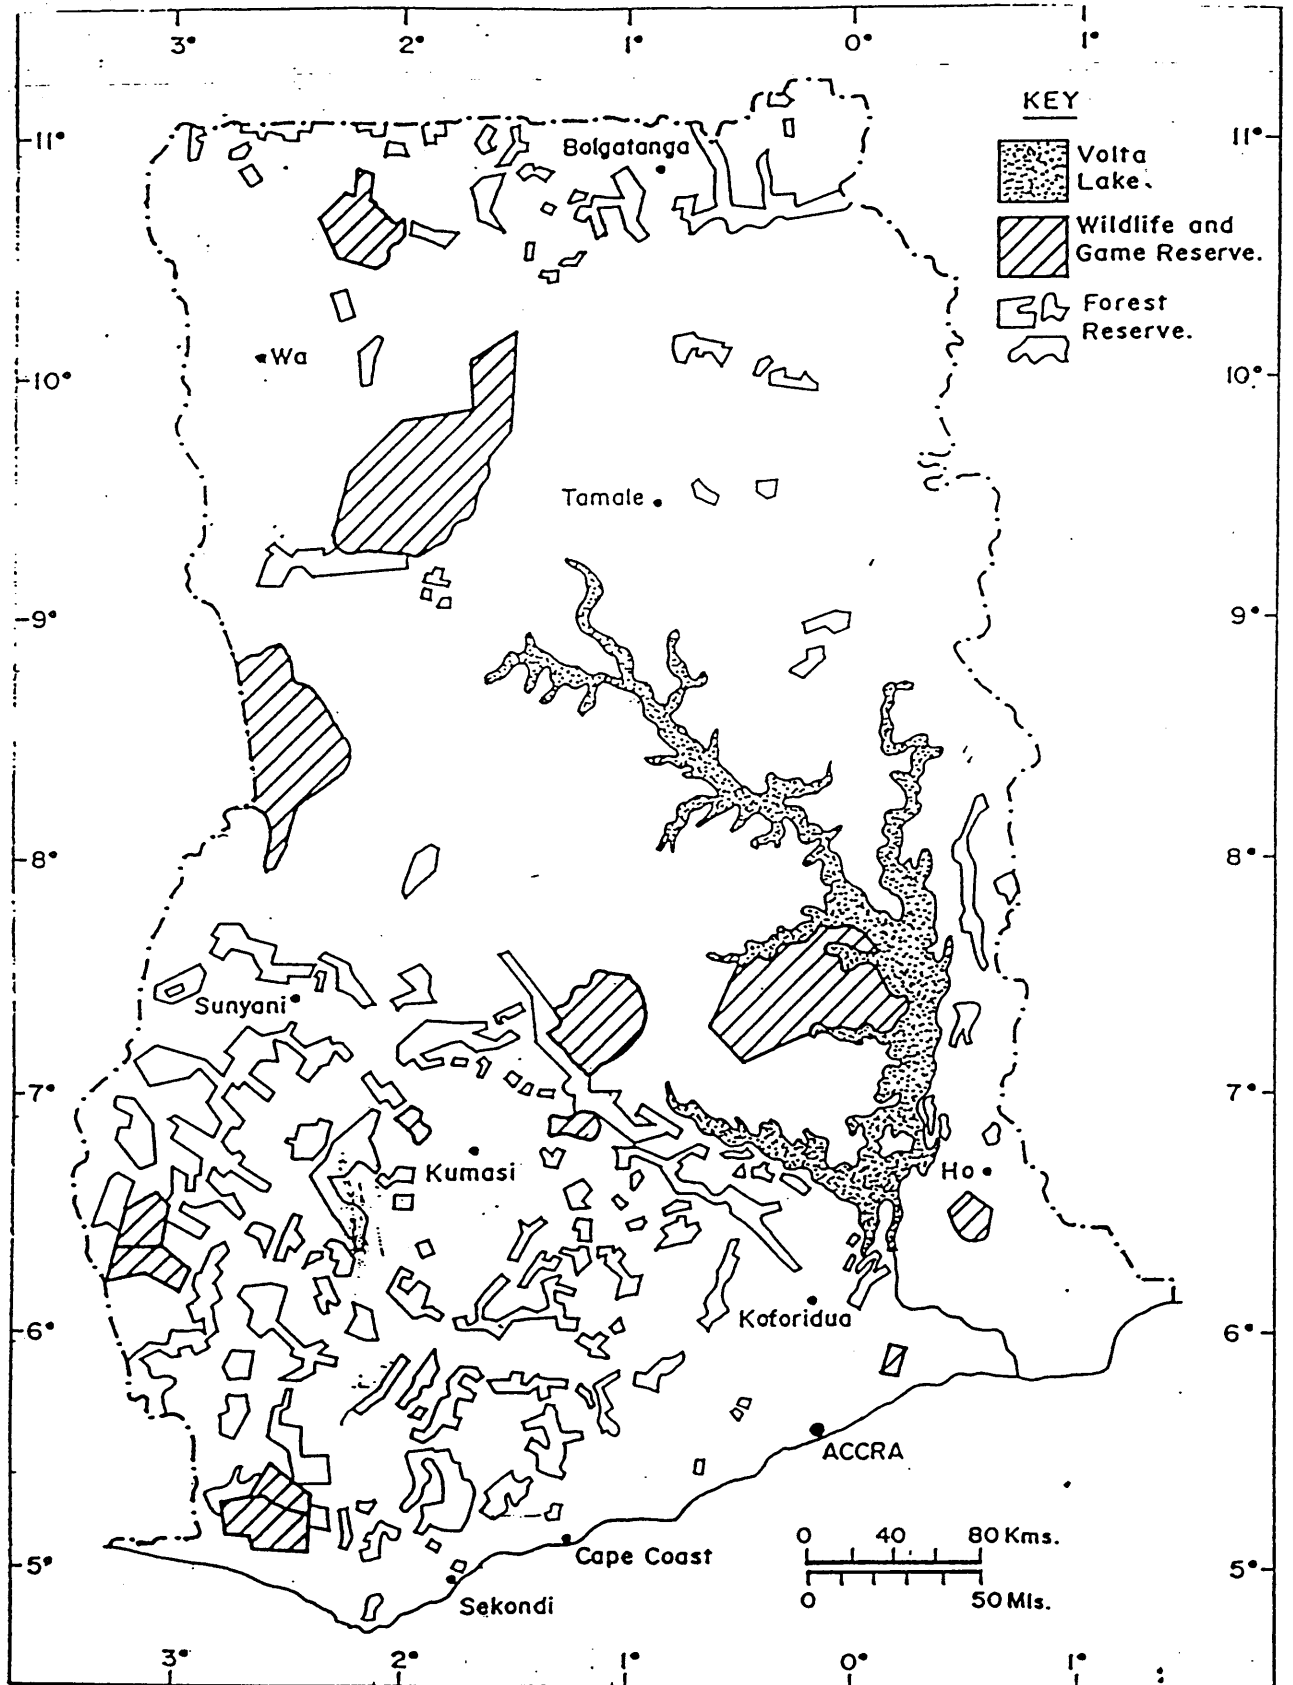 3° 2° 1° 0° 1°
KEY
11° 11°
Bolgatanga
Volta
Lake.
Wildlife and
Game Reserve.
Forest
Reserve.
Wa
10° 10°
Tamale
9° 9°
8° 8°
Sunyani
7° 7°
Kumasi
Ho
Koforidua
6° 6°
ACCRA
0 40 80 Kms.
Cape Coast
5° 5°
0 50 Mls.
Sekondi
3° 2° 1° 0° 1°